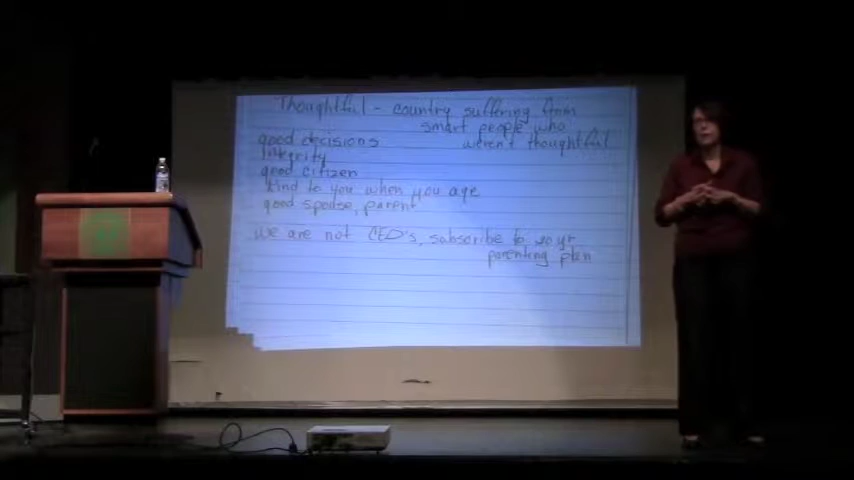 Thoughtful - country suffering from
smart people who
good decisions weren't thoughtful
Integrity
good citizen
kind to you when you age
good spouse, parent
we are not CEO's, subscribe to your
parenting plan